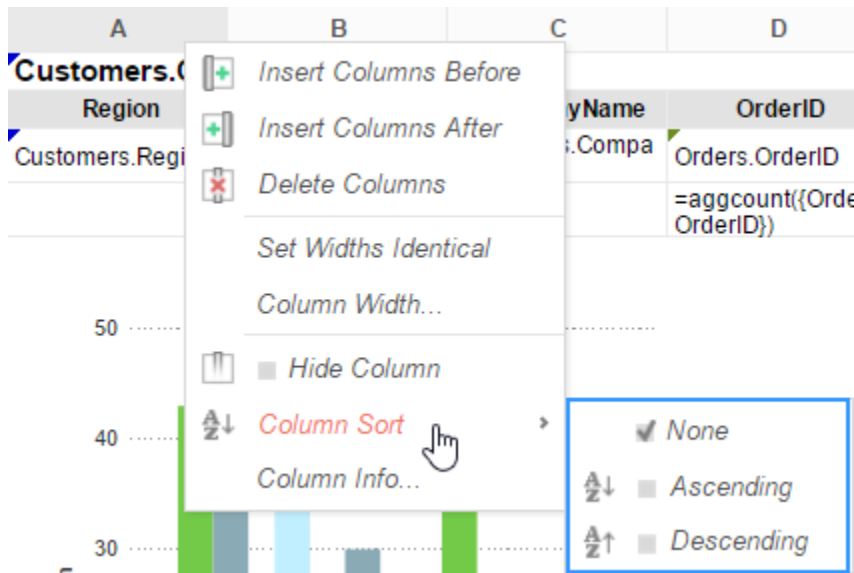 A B C D
Customers.
Region yName OrderID
Customers.Regi s.Compa Orders.OrderID
=aggcount({Orde
OrderID})
Insert Columns Before
Insert Columns After
Delete Columns
Set Widths Identical
Column Width...
Hide Column
Column Sort
Column Info...
None
Ascending
Descending
50
40
30